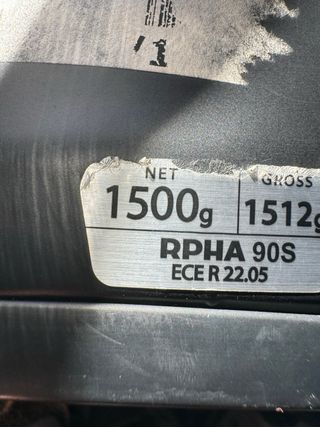 NET
1500g
GROSS
1512g
RPHA 90S
ECE R 22.05